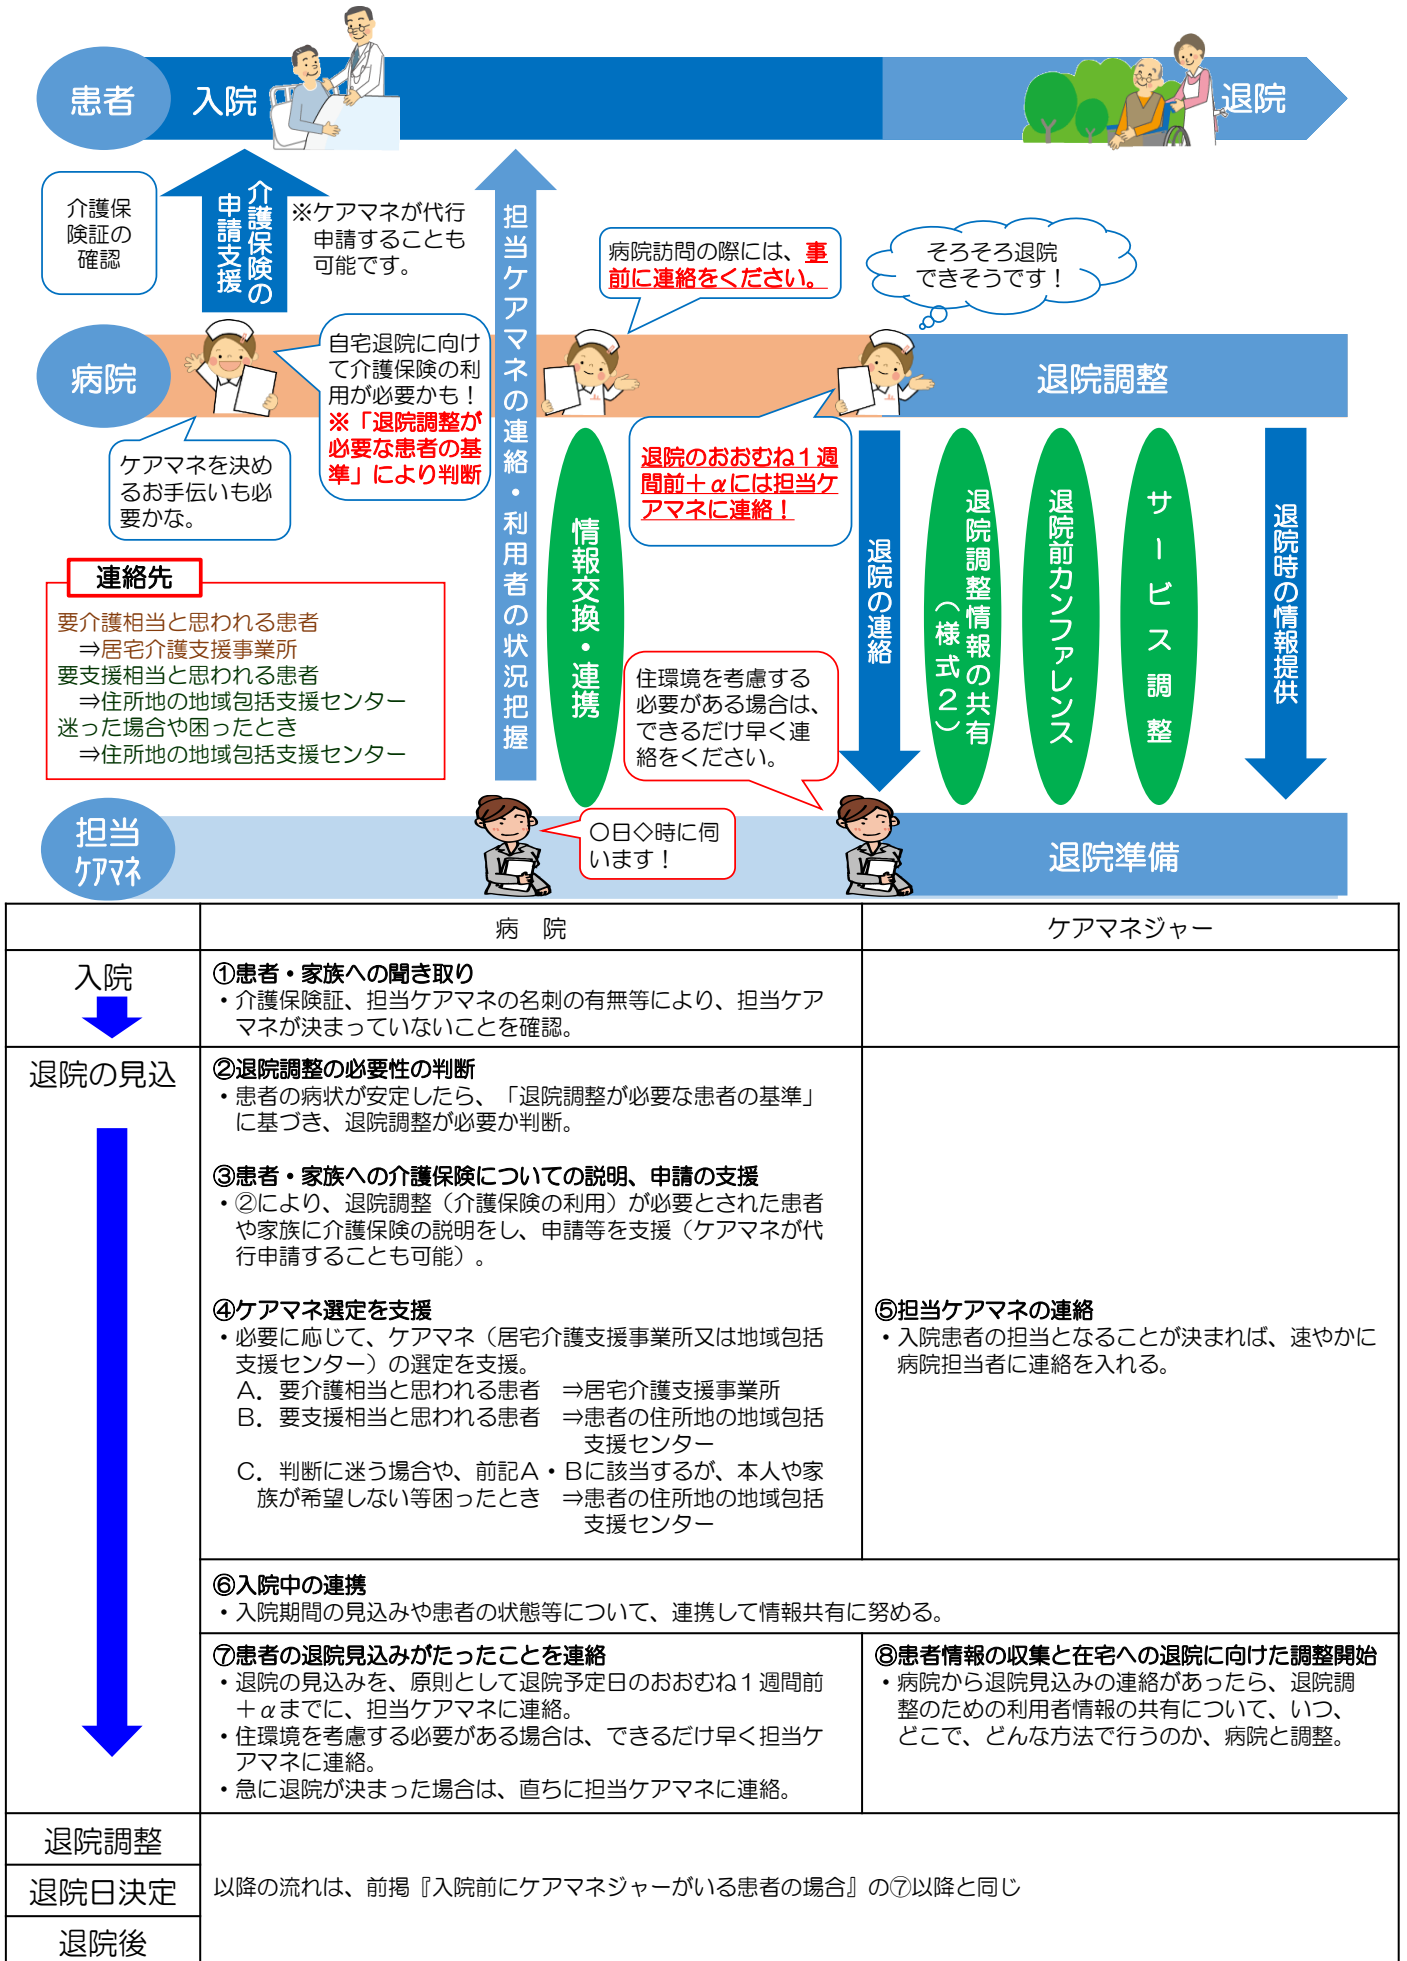 患者
入院
退院
介護保
険証の
確認
介護保険の
申請支援
※ケアマネが代行
申請することも
可能です。
担当ケアマネの連絡・利用者の状況把握
病院訪問の際には、事
前に連絡をください。
そろそろ退院
できそうです！
病院
自宅退院に向け
て介護保険の利
用が必要かも！
※「退院調整が
必要な患者の基
準」により判断
退院調整
ケアマネを決め
るお手伝いも必
要かな。
退院のおおむね１週
間前＋αには担当ケ
アマネに連絡！
情報交換・連携
退院の連絡
退院調整情報の共有
（様式２）
退院前カンファレンス
サービス調整
退院時の情報提供
連絡先
要介護相当と思われる患者
⇒居宅介護支援事業所
要支援相当と思われる患者
⇒住所地の地域包括支援センター
迷った場合や困ったとき
⇒住所地の地域包括支援センター
住環境を考慮する
必要がある場合は、
できるだけ早く連
絡をください。
担当
ケアマネ
〇日◇時に伺
います！
退院準備
病　院
ケアマネジャー
入院
①患者・家族への聞き取り
・介護保険証、担当ケアマネの名刺の有無等により、担当ケア
マネが決まっていないことを確認。
退院の見込
②退院調整の必要性の判断
・患者の病状が安定したら、「退院調整が必要な患者の基準」
に基づき、退院調整が必要か判断。
③患者・家族への介護保険についての説明、申請の支援
・②により、退院調整（介護保険の利用）が必要とされた患者
や家族に介護保険の説明をし、申請等を支援（ケアマネが代
行申請することも可能）。
④ケアマネ選定を支援
・必要に応じて、ケアマネ（居宅介護支援事業所又は地域包括
支援センター）の選定を支援。
Ａ．要介護相当と思われる患者　⇒居宅介護支援事業所
Ｂ．要支援相当と思われる患者　⇒患者の住所地の地域包括
支援センター
Ｃ．判断に迷う場合や、前記Ａ・Ｂに該当するが、本人や家
族が希望しない等困ったとき　⇒患者の住所地の地域包括
支援センター
⑤担当ケアマネの連絡
・入院患者の担当となることが決まれば、速やかに
病院担当者に連絡を入れる。
⑥入院中の連携
・入院期間の見込みや患者の状態等について、連携して情報共有に努める。
⑦患者の退院見込みがたったことを連絡
・退院の見込みを、原則として退院予定日のおおむね１週間前
＋αまでに、担当ケアマネに連絡。
・住環境を考慮する必要がある場合は、できるだけ早く担当ケ
アマネに連絡。
・急に退院が決まった場合は、直ちに担当ケアマネに連絡。
⑧患者情報の収集と在宅への退院に向けた調整開始
・病院から退院見込みの連絡があったら、退院調
整のための利用者情報の共有について、いつ、
どこで、どんな方法で行うのか、病院と調整。
退院調整
退院日決定
退院後
以降の流れは、前掲『入院前にケアマネジャーがいる患者の場合』の⑦以降と同じ